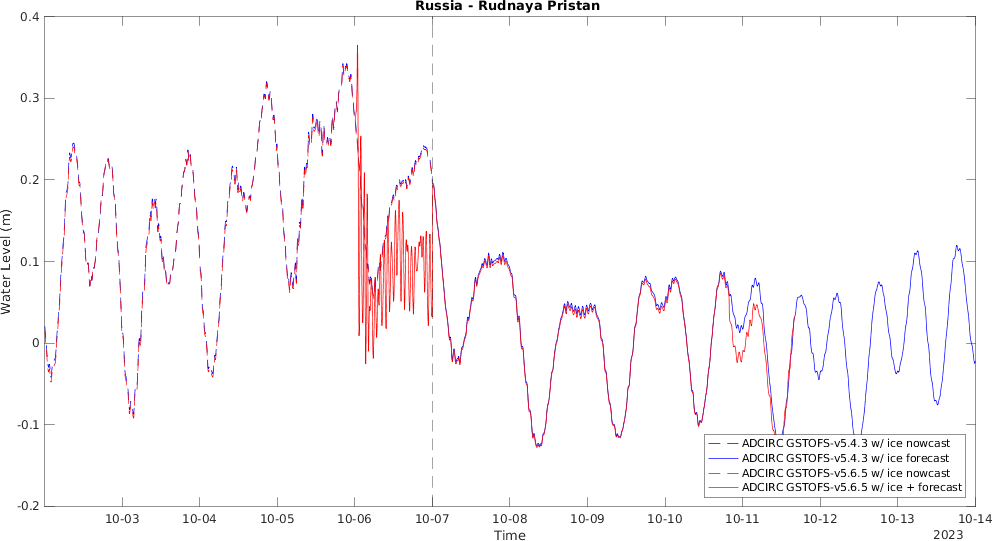 Russia - Rudnaya Pristan
Water Level (m)
0.4
0.3
0.2
0.1
0
-0.1
-0.2
ADCIRC GSTOFS-v5.4.3 w/ ice nowcast
ADCIRC GSTOFS-v5.4.3 w/ ice forecast
ADCIRC GSTOFS-v5.6.5 w/ ice nowcast
ADCIRC GSTOFS-v5.6.5 w/ ice + forecast
10-03 10-04 10-05 10-06 10-07 10-08 10-09 10-10 10-11 10-12 10-13 10-14
Time
2023